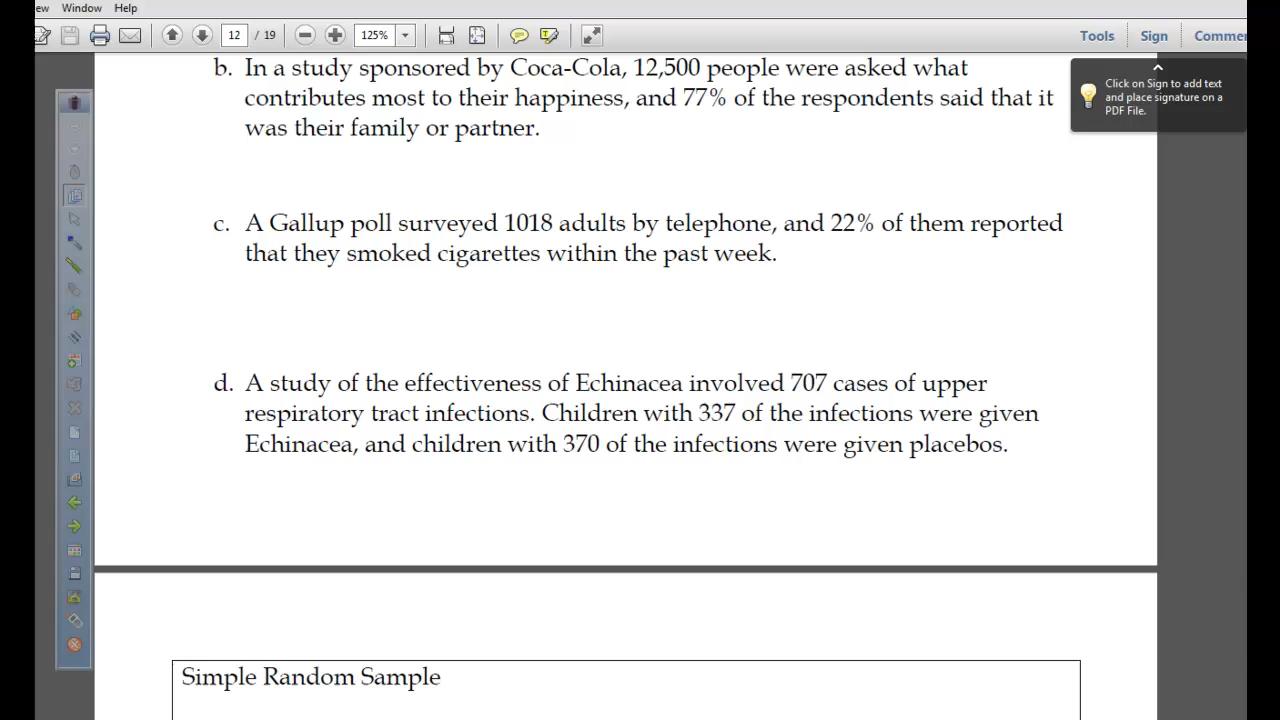 ew Window Help
12 / 19 125% Tools Sign Comme
b. In a study sponsored by Coca-Cola, 12,500 people were asked what
contributes most to their happiness, and 77% of the respondents said that it
was their family or partner.
Click on Sign to add text
and place signature on a
PDF File.
c. A Gallup poll surveyed 1018 adults by telephone, and 22% of them reported
that they smoked cigarettes within the past week.
d. A study of the effectiveness of Echinacea involved 707 cases of upper
respiratory tract infections. Children with 337 of the infections were given
Echinacea, and children with 370 of the infections were given placebos.
Simple Random Sample